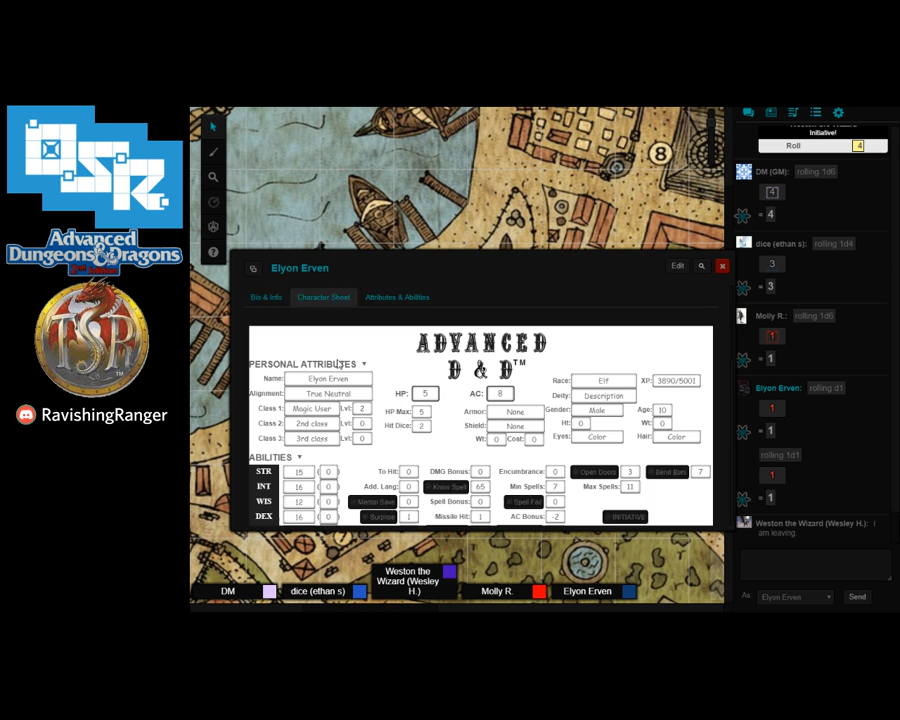 OSR
Advanced
Dungeons & Dragons
TSR
TM
RavishingRanger
8
Elyon Erven
Edit
Bio & Info
Character Sheet
Attributes & Abilities
ADVANCED
D & D™
PERSONAL ATTRIBUTES
Name: Elyon Erven
Alignment: True Neutral
Class 1: Magic User Lvl: 2
Class 2: 2nd class Lvl: 0
Class 3: 3rd class Lvl: 0
HP: 5 AC: 8
HP Max: 5 Armor: None
Hit Dice: 2 Shield: None
Wt: 0 Cost: 0
Race: Elf XP: 3890/5001
Deity: Description
Gender: Male Age: 10
Ht: 0 Wt: 0
Eyes: Color Hair: Color
ABILITIES
STR 15 ( 0 To Hit: 0 DMG Bonus: 0 Encumbrance: 0 Open Doors 3 Bend Bars 7
INT 16 0 Add. Lang: 0 Know Spell 65 Min Spells: 7 Max Spells: 11
WIS 12 0 Mental Save 0 Spell Bonus: 0 Spell Fail 0
DEX 16 0 Surprise 1 Missile Hit: 1 AC Bonus: -2 INITIATIVE
DM
dice (ethan s)
Weston the
Wizard (Wesley
H.)
Molly R.
Elyon Erven
Initiative!
Roll 4
DM (GM): rolling 1d6
4
= 4
dice (ethan s): rolling 1d4
3
= 3
Molly R.: rolling 1d6
1
= 1
Elyon Erven: rolling d1
1
= 1
rolling 1d1
1
= 1
Weston the Wizard (Wesley H.): I
am leaving.
As: Elyon Erven Send